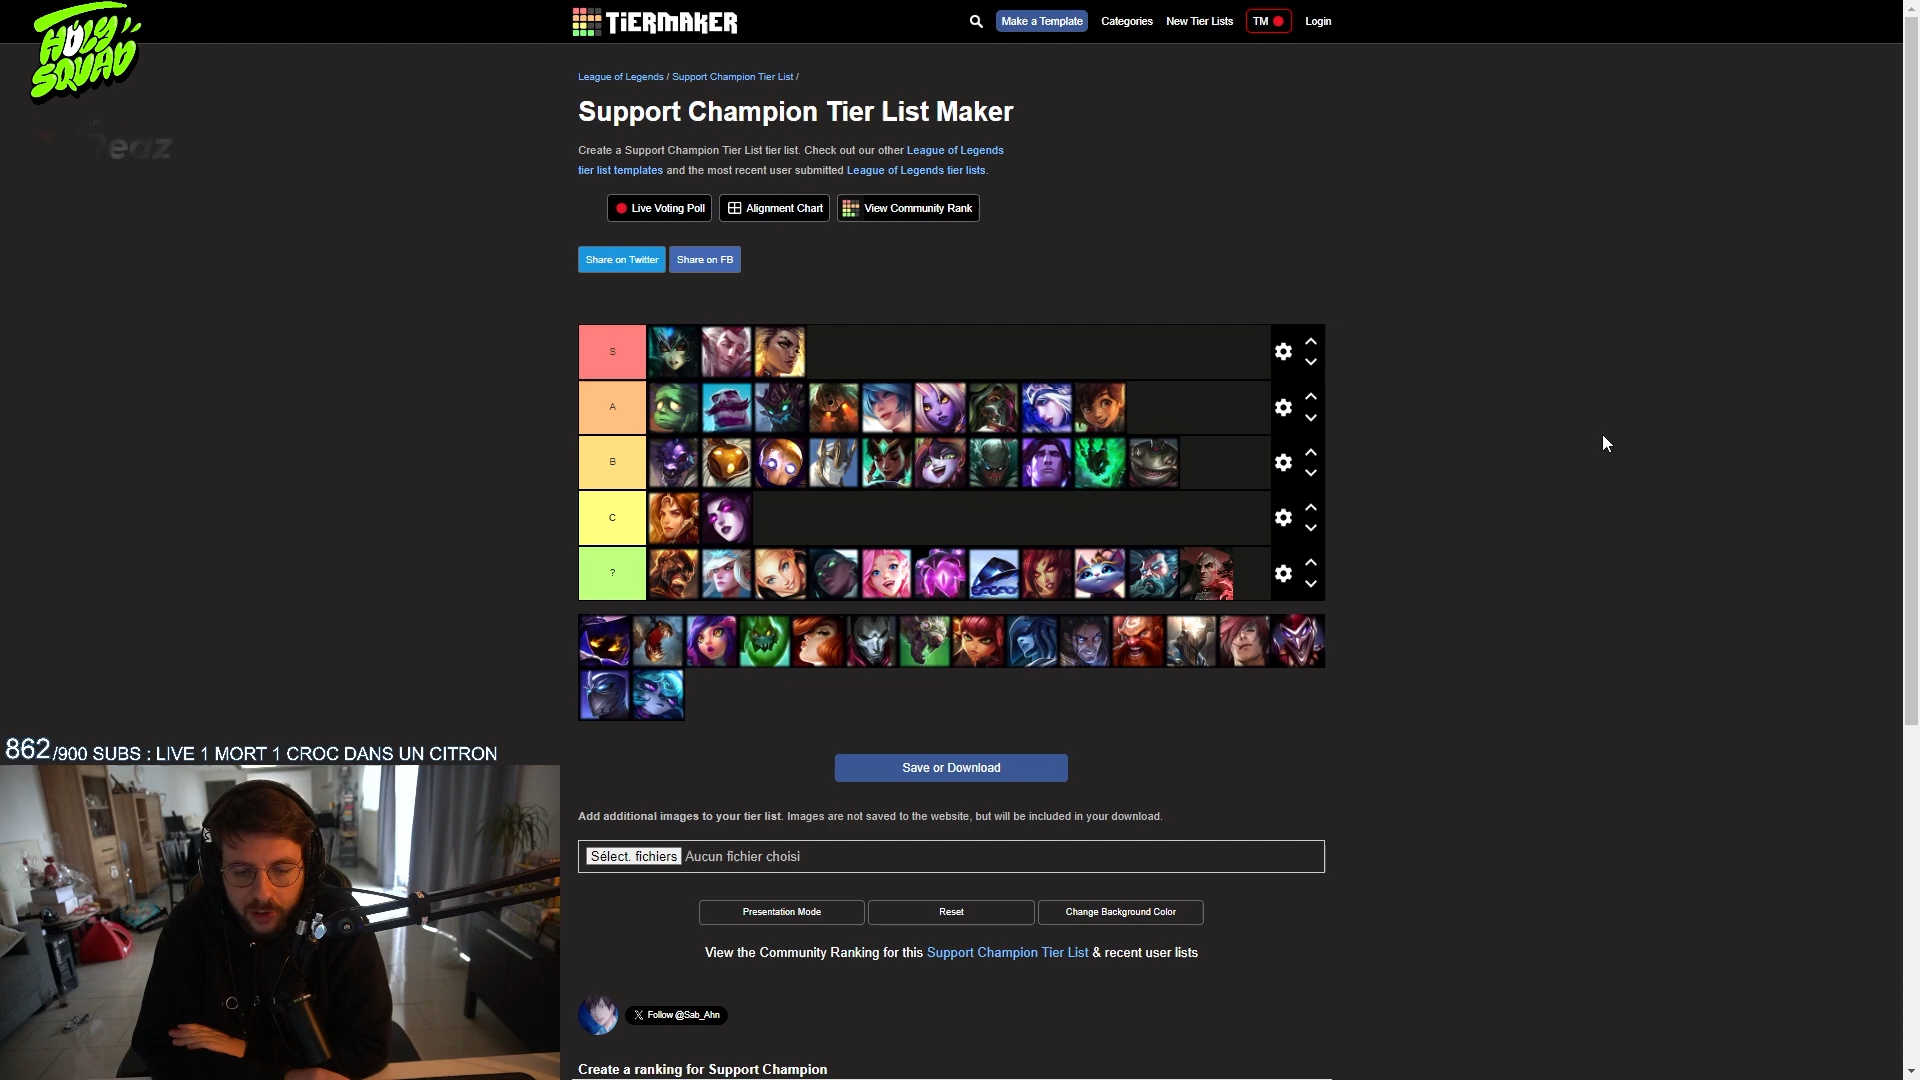 HOLY
SQUAD
TIERMAKER
Make a Template
Categories
New Tier Lists
TM
Login
League of Legends / Support Champion Tier List /
Support Champion Tier List Maker
Create a Support Champion Tier List tier list. Check out our other League of Legends
tier list templates and the most recent user submitted League of Legends tier lists.
Live Voting Poll
Alignment Chart
View Community Rank
Share on Twitter
Share on FB
S
A
B
C
?
862/900 SUBS : LIVE 1 MORT 1 CROC DANS UN CITRON
Save or Download
Add additional images to your tier list. Images are not saved to the website, but will be included in your download.
Sélect. fichiers Aucun fichier choisi
Presentation Mode
Reset
Change Background Color
View the Community Ranking for this Support Champion Tier List & recent user lists
Follow @Sab_Ahn
Create a ranking for Support Champion